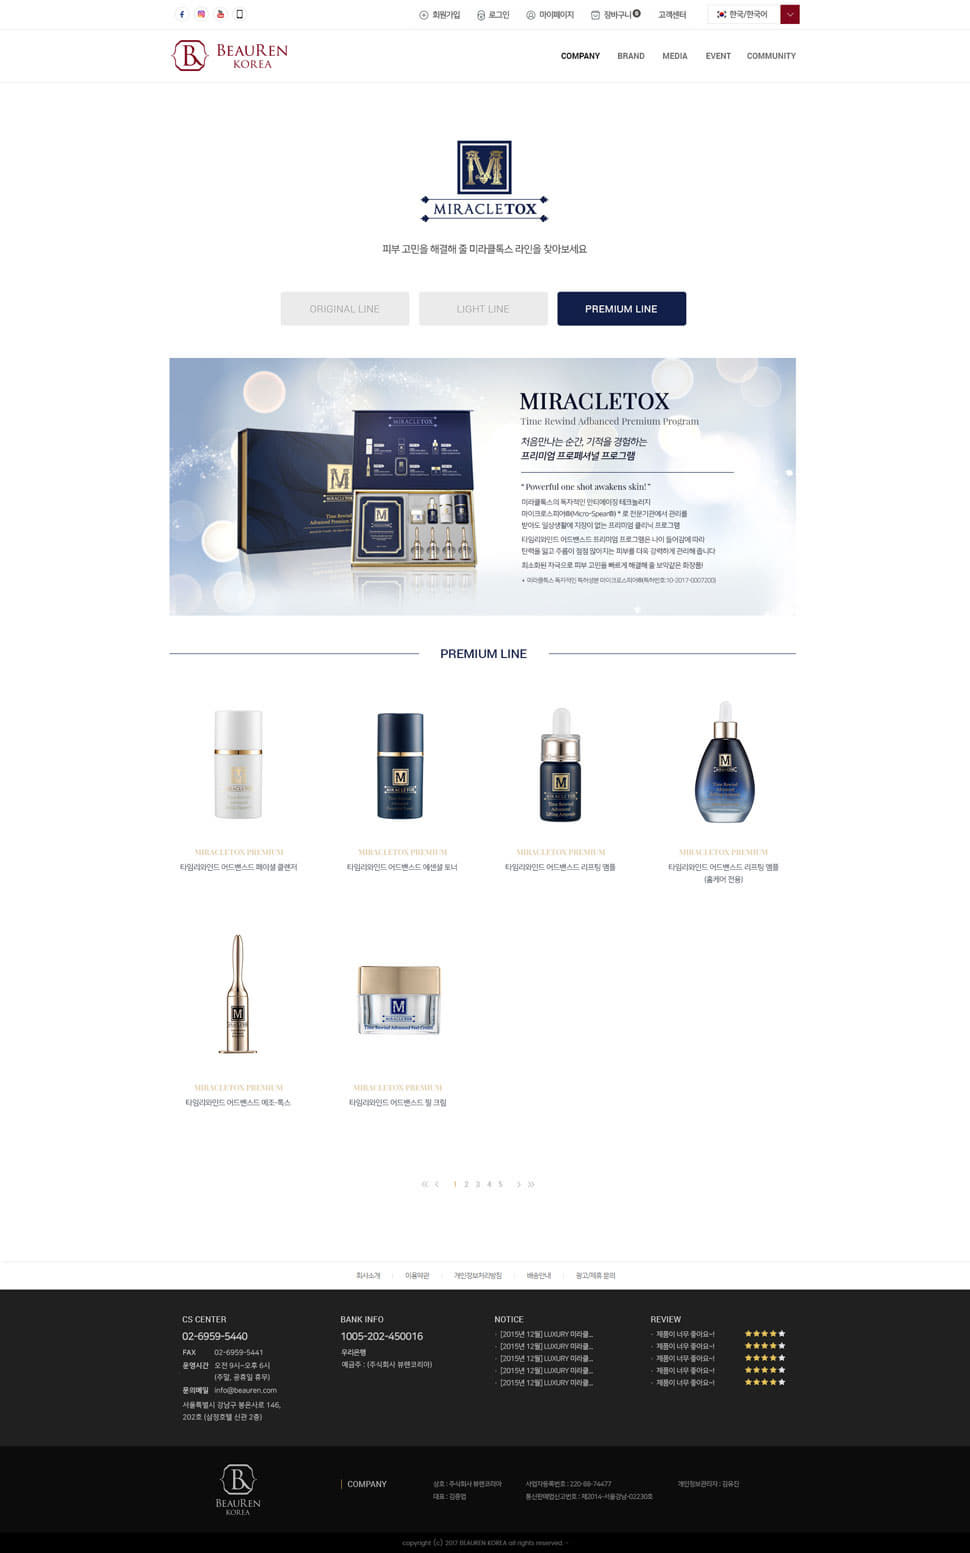 회원가입 로그인 마이페이지 장바구니 0 고객센터 한국/한국어
BEAUREN
KOREA
COMPANY BRAND MEDIA EVENT COMMUNITY
M
MIRACLETOX
피부 고민을 해결해 줄 미라클톡스 라인을 찾아보세요
ORIGINAL LINE LIGHT LINE PREMIUM LINE
MIRACLETOX
Time Rewind Adbanced Premium Program
처음만나는 순간, 기적을 경험하는
프리미엄 프로페셔널 프로그램
“Powerful one shot awakens skin!”
미라클톡스의 독자적인 안티에이징 테크놀러지
마이크로스피어®(Micro-Spear®) * 로 전문기관에서 관리를
받아도 일상생활에 지장이 없는 프리미엄 클리닉 프로그램
타임리와인드 어드밴스드 프리미엄 프로그램은 나이 들어감에 따라
탄력을 잃고 주름이 점점 많아지는 피부를 더욱 강력하게 관리해 줍니다
최소화된 자극으로 피부 고민을 빠르게 해결해 줄 보약같은 화장품!
* 미라클톡스 독자적인 특허성분 마이크로스피어®(특허번호:10-2017-0007200)
MIRACLETOX
M
Time Rewind
M
PREMIUM LINE
M
M
MIRACLETOX
M
MIRACLETOX
Time Rewind
Advanced
Lifting Ampoule
M
Time Rewind
MIRACLETOX PREMIUM
타임리와인드 어드밴스드 페이셜 클렌저
MIRACLETOX PREMIUM
타임리와인드 어드밴스드 에센셜 토너
MIRACLETOX PREMIUM
타임리와인드 어드밴스드 리프팅 앰플
MIRACLETOX PREMIUM
타임리와인드 어드밴스드 리프팅 앰플
(홈케어 전용)
M
M
MIRACLETOX
Time Rewind Advanced Peel Cream
MIRACLETOX PREMIUM
타임리와인드 어드밴스드 메조-톡스
MIRACLETOX PREMIUM
타임리와인드 어드밴스드 필 크림
1 2 3 4 5
회사소개 이용약관 개인정보처리방침 배송안내 광고/제휴 문의
CS CENTER
02-6959-5440
FAX 02-6959-5441
운영시간 오전 9시~오후 6시
(주말, 공휴일 휴무)
문의메일 info@beauren.com
서울특별시 강남구 봉은사로 146,
202호 (삼정호텔 신관 2층)
BANK INFO
1005-202-450016
우리은행
예금주 : (주식회사 뷰렌코리아)
NOTICE
· [2015년 12월] LUXURY 미라클...
· [2015년 12월] LUXURY 미라클...
· [2015년 12월] LUXURY 미라클...
· [2015년 12월] LUXURY 미라클...
· [2015년 12월] LUXURY 미라클...
REVIEW
· 제품이 너무 좋아요~! ★★★★★
· 제품이 너무 좋아요~! ★★★★★
· 제품이 너무 좋아요~! ★★★★★
· 제품이 너무 좋아요~! ★★★★★
· 제품이 너무 좋아요~! ★★★★★
BEAUREN
KOREA
COMPANY
상호 : 주식회사 뷰렌코리아 사업자등록번호 : 220-88-74477 개인정보관리자 : 김유진
대표 : 김중업 통신판매업신고번호 : 제2014-서울강남-02230호
copyright (c) 2017 BEAUREN KOREA all rights reserved. -